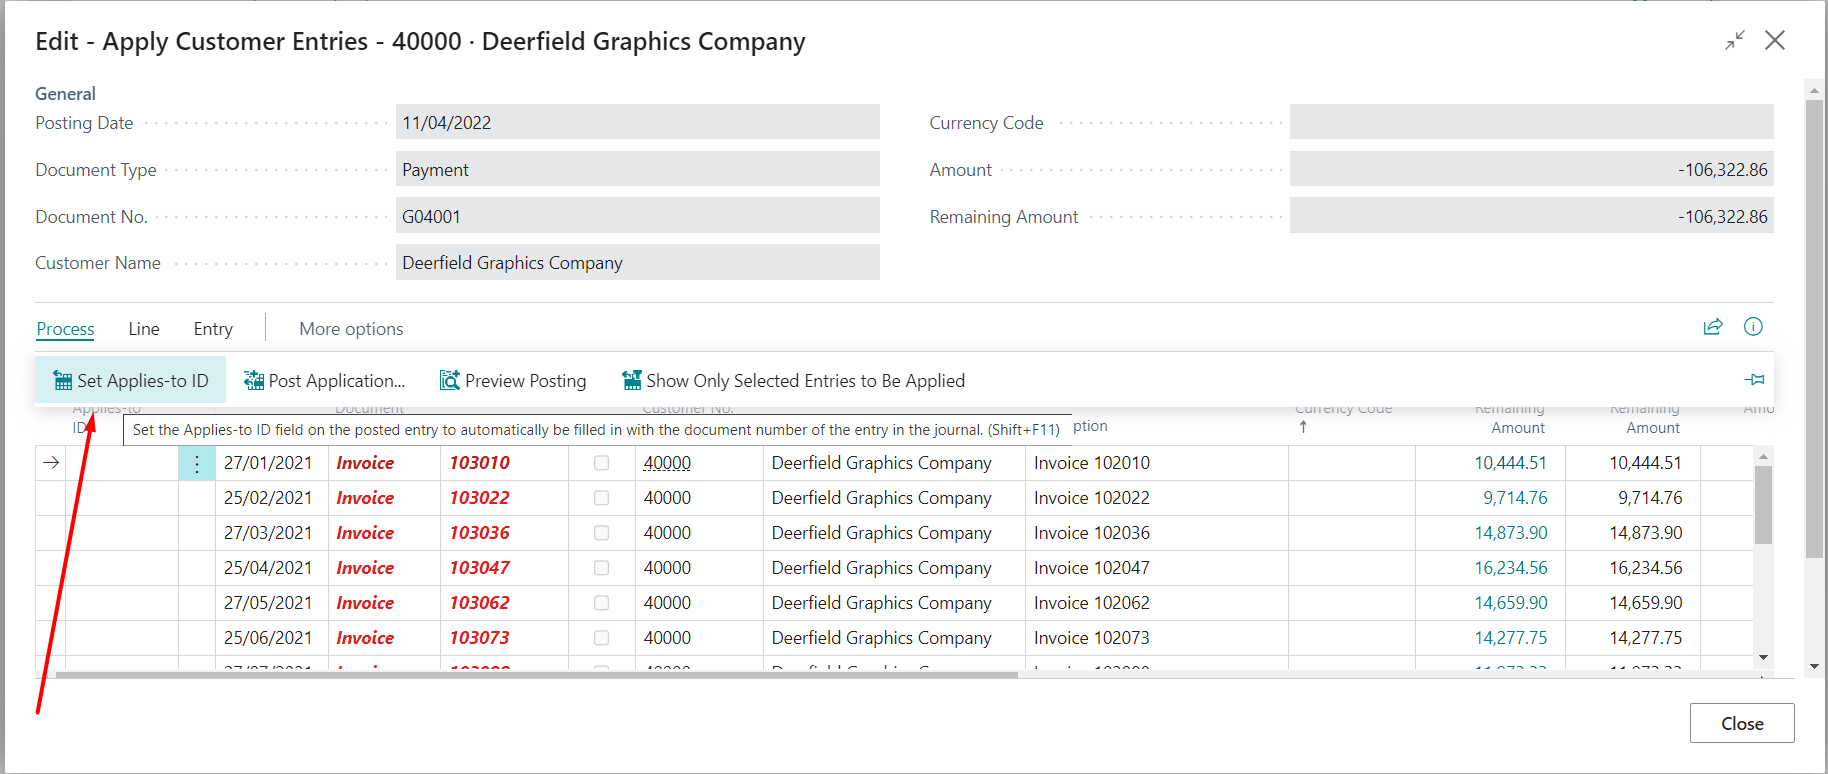 Edit - Apply Customer Entries - 40000 · Deerfield Graphics Company
General
Posting Date 11/04/2022 Currency Code
Document Type Payment Amount -106,322.86
Document No. G04001 Remaining Amount -106,322.86
Customer Name Deerfield Graphics Company
Process Line Entry More options
Set Applies-to ID Post Application... Preview Posting Show Only Selected Entries to Be Applied
Applies-to Document Customer No. Currency Code Remaining Remaining Amo
ID ption ↑ Amount Amount
Set the Applies-to ID field on the posted entry to automatically be filled in with the document number of the entry in the journal. (Shift+F11)
27/01/2021 Invoice 103010 40000 Deerfield Graphics Company Invoice 102010 10,444.51 10,444.51
25/02/2021 Invoice 103022 40000 Deerfield Graphics Company Invoice 102022 9,714.76 9,714.76
27/03/2021 Invoice 103036 40000 Deerfield Graphics Company Invoice 102036 14,873.90 14,873.90
25/04/2021 Invoice 103047 40000 Deerfield Graphics Company Invoice 102047 16,234.56 16,234.56
27/05/2021 Invoice 103062 40000 Deerfield Graphics Company Invoice 102062 14,659.90 14,659.90
25/06/2021 Invoice 103073 40000 Deerfield Graphics Company Invoice 102073 14,277.75 14,277.75
Close